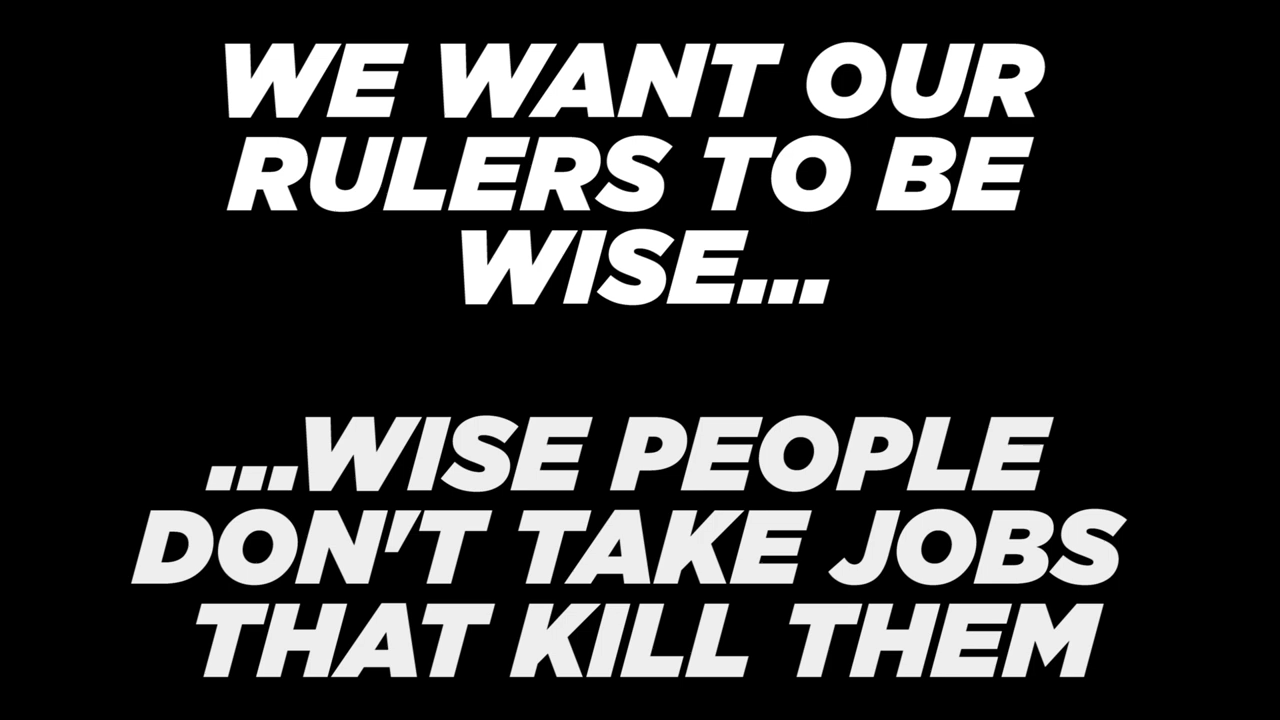 WE WANT OUR
RULERS TO BE
WISE...
...WISE PEOPLE
DON'T TAKE JOBS
THAT KILL THEM